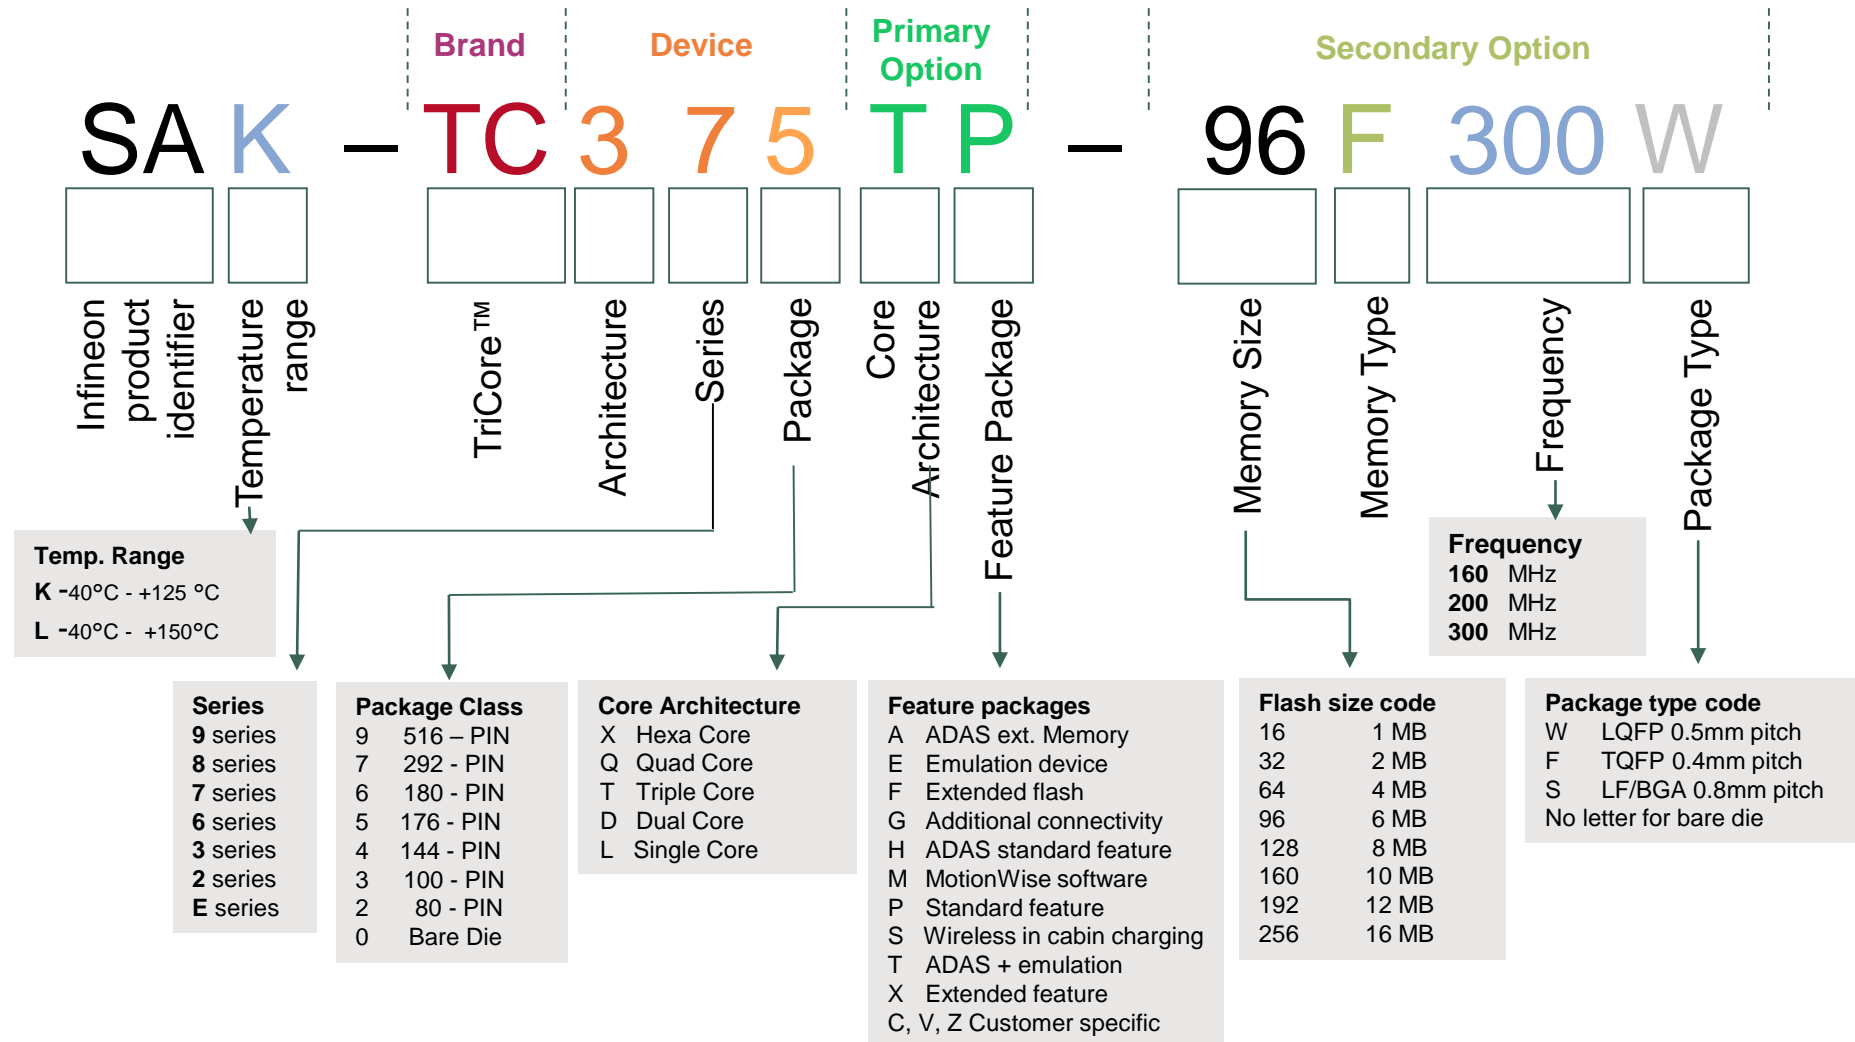 Brand
Device
Primary
Option
Secondary Option
SAK – TC375TP – 96F300W
Infineon
product
identifier
Temperature
range
TriCore™
Architecture
Series
Package
Core
Architecture
Feature Package
Memory Size
Memory Type
Frequency
Package Type
Temp. Range
K -40°C - +125 °C
L -40°C - +150°C
Frequency
160 MHz
200 MHz
300 MHz
Series
9 series
8 series
7 series
6 series
3 series
2 series
E series
Package Class
9 516 – PIN
7 292 - PIN
6 180 - PIN
5 176 - PIN
4 144 - PIN
3 100 - PIN
2 80 - PIN
0 Bare Die
Core Architecture
X Hexa Core
Q Quad Core
T Triple Core
D Dual Core
L Single Core
Feature packages
A ADAS ext. Memory
E Emulation device
F Extended flash
G Additional connectivity
H ADAS standard feature
M MotionWise software
P Standard feature
S Wireless in cabin charging
T ADAS + emulation
X Extended feature
C, V, Z Customer specific
Flash size code
16 1 MB
32 2 MB
64 4 MB
96 6 MB
128 8 MB
160 10 MB
192 12 MB
256 16 MB
Package type code
W LQFP 0.5mm pitch
F TQFP 0.4mm pitch
S LF/BGA 0.8mm pitch
No letter for bare die